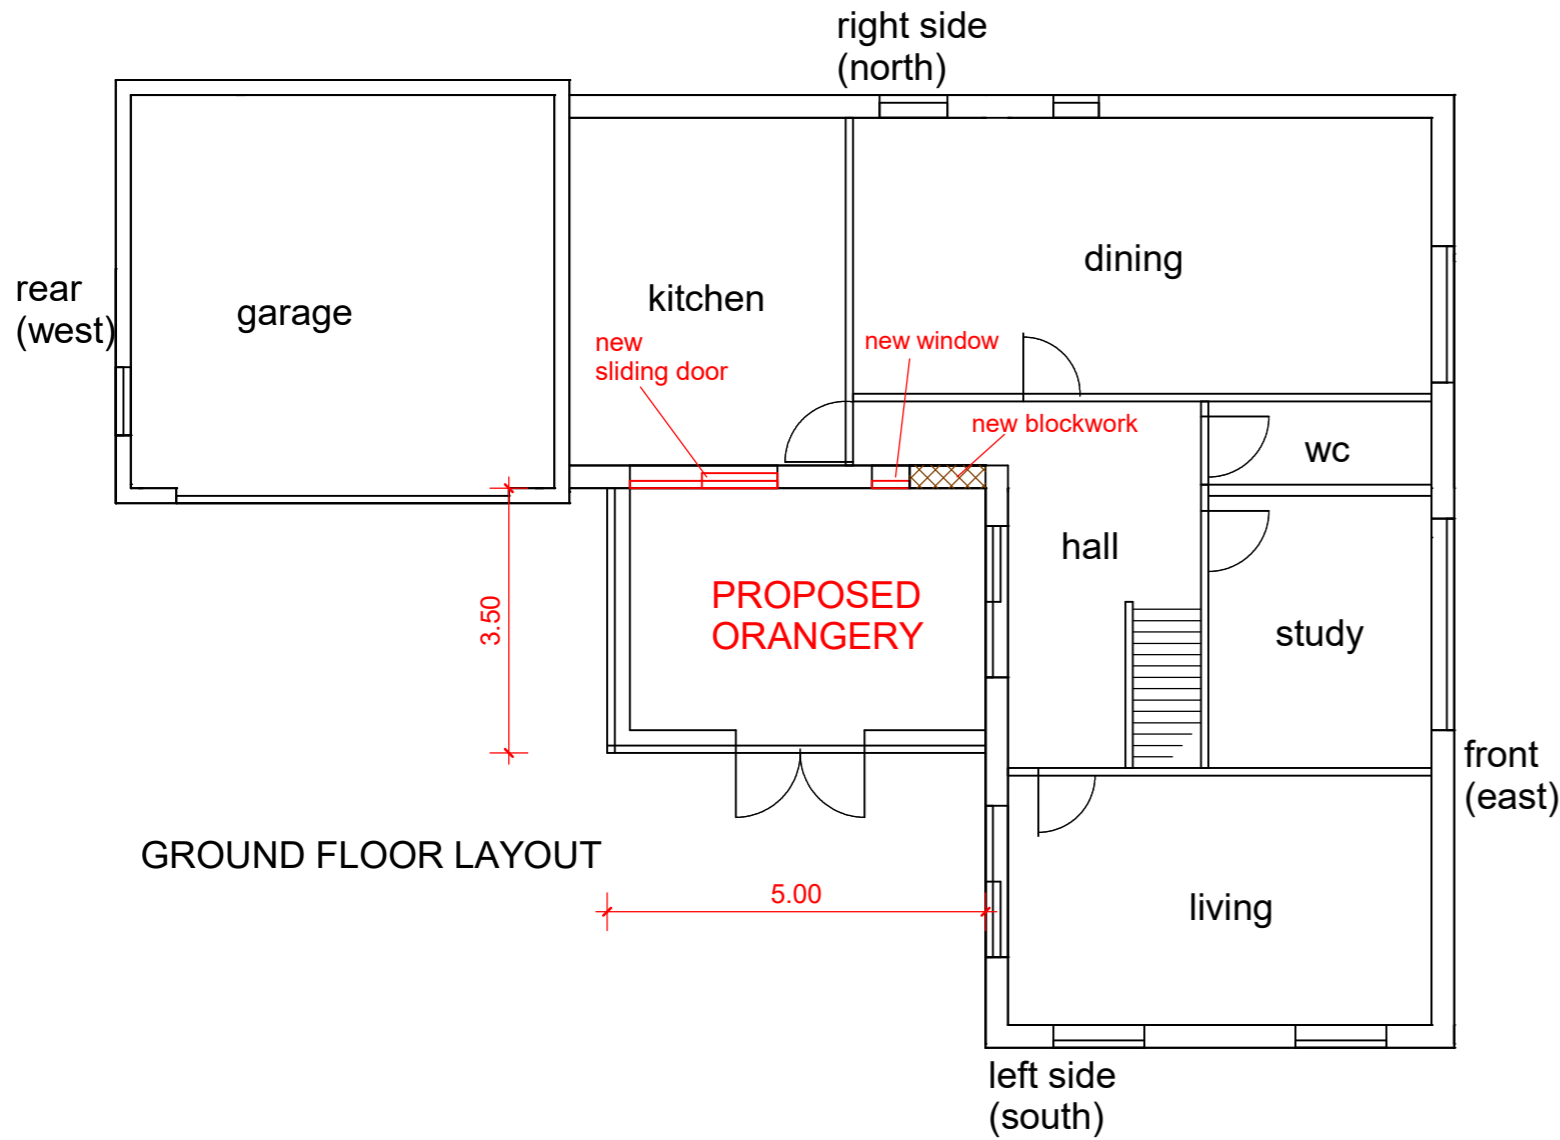 right side
(north)
rear
(west)
garage
kitchen
dining
new
sliding door
new window
new blockwork
wc
hall
PROPOSED
ORANGERY
3.50
study
front
(east)
GROUND FLOOR LAYOUT
5.00
living
left side
(south)